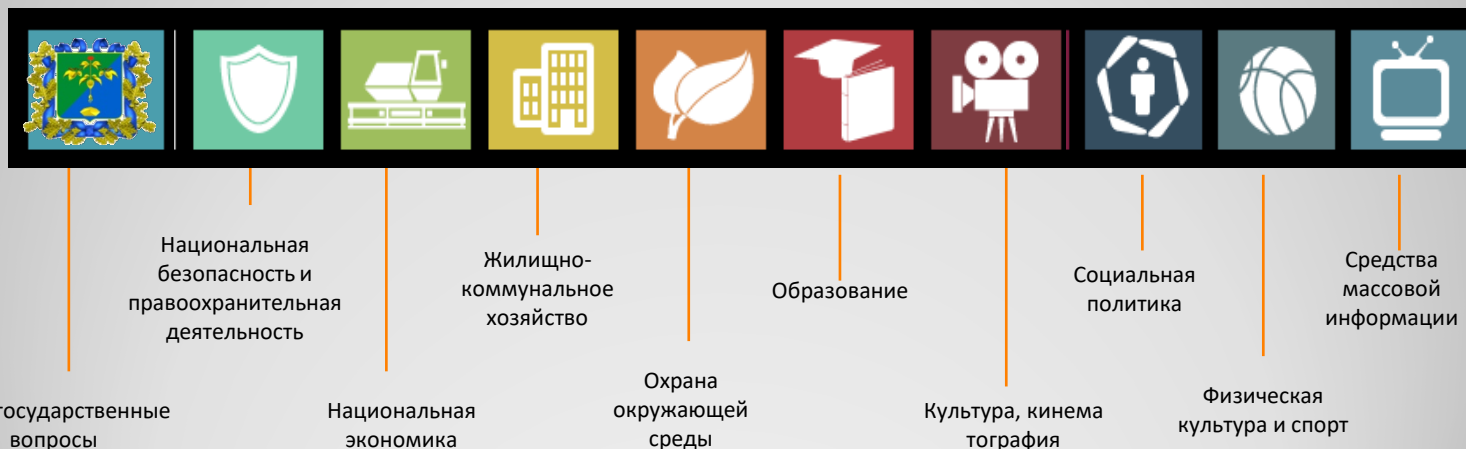 Национальная
безопасность и
правоохранительная
деятельность
Жилищно-
коммунальное
хозяйство
Образование
Социальная
политика
Средства
массовой
информации
государственные
вопросы
Национальная
экономика
Охрана
окружающей
среды
Культура, кинема
тография
Физическая
культура и спорт